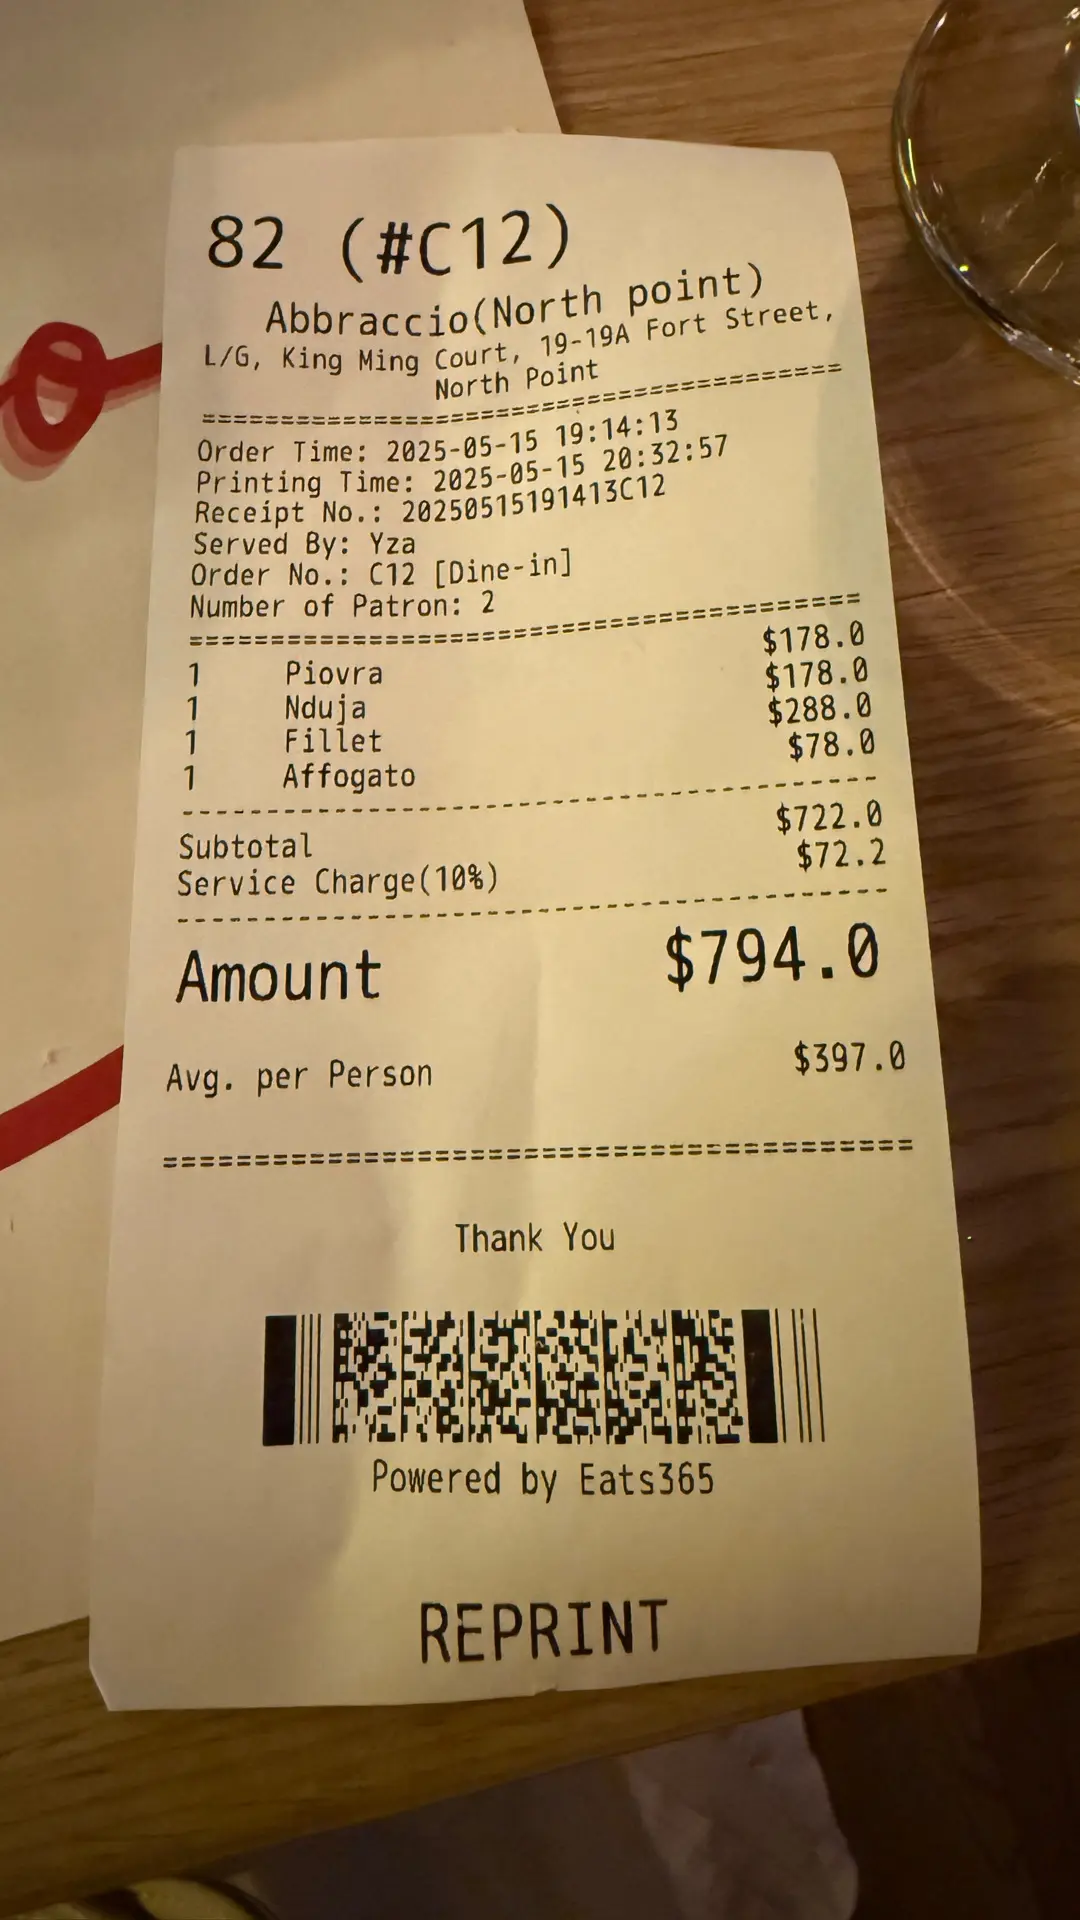 82 (#C12)
Abbraccio(North point)
L/G, King Ming Court, 19-19A Fort Street,
North Point
========================================
Order Time: 2025-05-15 19:14:13
Printing Time: 2025-05-15 20:32:57
Receipt No.: 20250515191413C12
Served By: Yza
Order No.: C12 [Dine-in]
Number of Patron: 2
========================================
1 Piovra $178.0
1 Nduja $178.0
1 Fillet $288.0
1 Affogato $78.0
----------------------------------------
Subtotal $722.0
Service Charge(10%) $72.2
----------------------------------------
Amount $794.0
Avg. per Person $397.0
========================================
Thank You
Powered by Eats365
REPRINT